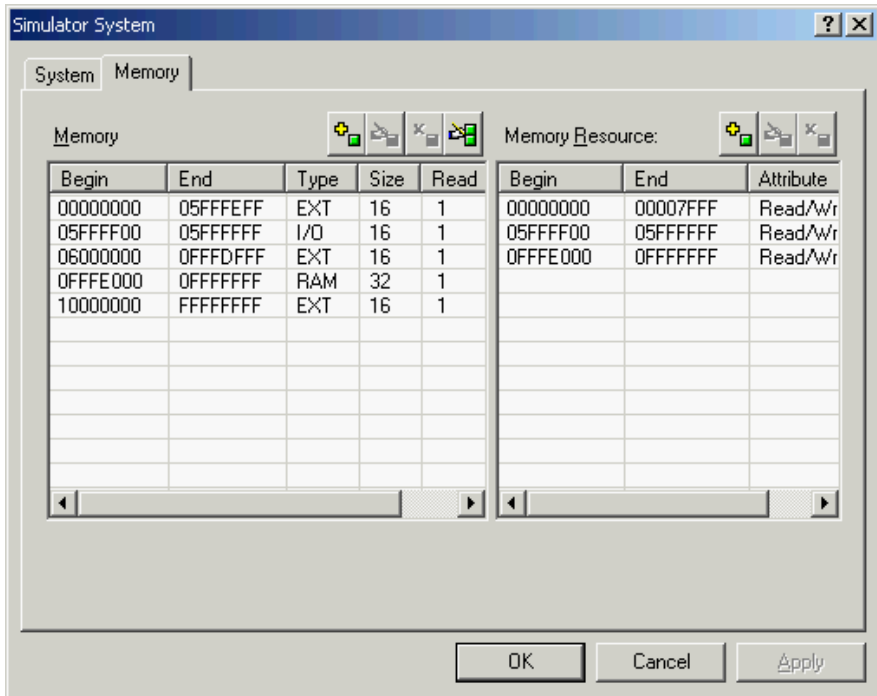 Simulator System
System Memory
Memory
Begin End Type Size Read
00000000 05FFFEFF EXT 16 1
05FFFF00 05FFFFFF I/O 16 1
06000000 0FFFDFFF EXT 16 1
0FFFE000 0FFFFFFF RAM 32 1
10000000 FFFFFFFF EXT 16 1
Memory Resource:
Begin End Attribute
00000000 00007FFF Read/Wr
05FFFF00 05FFFFFF Read/Wr
0FFFE000 0FFFFFFF Read/Wr
OK Cancel Apply